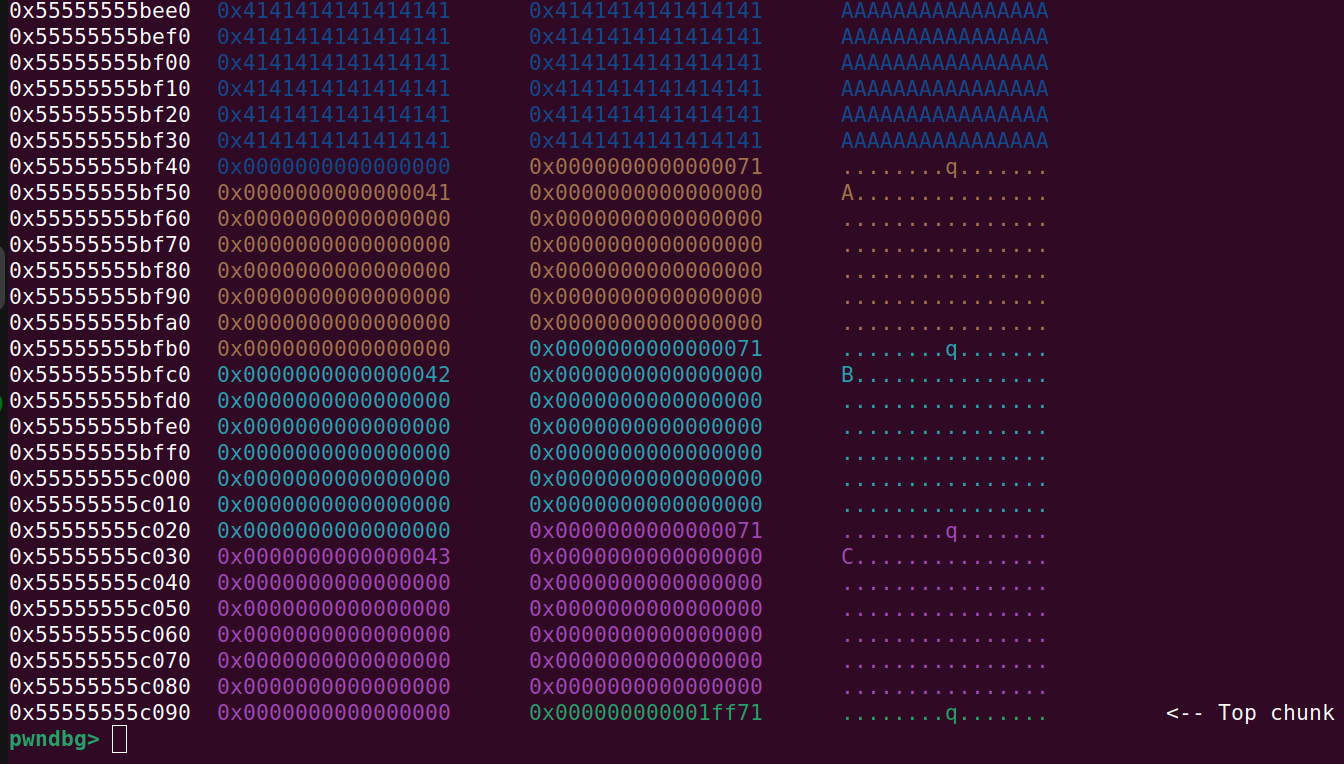 0x55555555bee0 0x4141414141414141 0x4141414141414141 AAAAAAAAAAAAAAAA
0x55555555bef0 0x4141414141414141 0x4141414141414141 AAAAAAAAAAAAAAAA
0x55555555bf00 0x4141414141414141 0x4141414141414141 AAAAAAAAAAAAAAAA
0x55555555bf10 0x4141414141414141 0x4141414141414141 AAAAAAAAAAAAAAAA
0x55555555bf20 0x4141414141414141 0x4141414141414141 AAAAAAAAAAAAAAAA
0x55555555bf30 0x4141414141414141 0x4141414141414141 AAAAAAAAAAAAAAAA
0x55555555bf40 0x0000000000000000 0x0000000000000071 ........q.......
0x55555555bf50 0x0000000000000041 0x0000000000000000 A...............
0x55555555bf60 0x0000000000000000 0x0000000000000000 ................
0x55555555bf70 0x0000000000000000 0x0000000000000000 ................
0x55555555bf80 0x0000000000000000 0x0000000000000000 ................
0x55555555bf90 0x0000000000000000 0x0000000000000000 ................
0x55555555bfa0 0x0000000000000000 0x0000000000000000 ................
0x55555555bfb0 0x0000000000000000 0x0000000000000071 ........q.......
0x55555555bfc0 0x0000000000000042 0x0000000000000000 B...............
0x55555555bfd0 0x0000000000000000 0x0000000000000000 ................
0x55555555bfe0 0x0000000000000000 0x0000000000000000 ................
0x55555555bff0 0x0000000000000000 0x0000000000000000 ................
0x55555555c000 0x0000000000000000 0x0000000000000000 ................
0x55555555c010 0x0000000000000000 0x0000000000000000 ................
0x55555555c020 0x0000000000000000 0x0000000000000071 ........q.......
0x55555555c030 0x0000000000000043 0x0000000000000000 C...............
0x55555555c040 0x0000000000000000 0x0000000000000000 ................
0x55555555c050 0x0000000000000000 0x0000000000000000 ................
0x55555555c060 0x0000000000000000 0x0000000000000000 ................
0x55555555c070 0x0000000000000000 0x0000000000000000 ................
0x55555555c080 0x0000000000000000 0x0000000000000000 ................
0x55555555c090 0x0000000000000000 0x000000000001ff71 ........q....... <-- Top chunk
pwndbg>